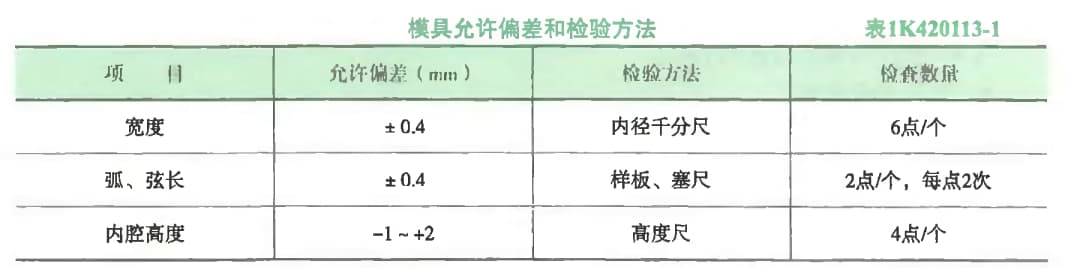 模具允许偏差和检验方法 表1K420113-1
项 目 允许偏差（mm） 检验方法 检查数量
宽度 ±0.4 内径千分尺 6点/个
弧、弦长 ±0.4 样板、塞尺 2点/个，每点2次
内腔高度 -1~+2 高度尺 4点/个